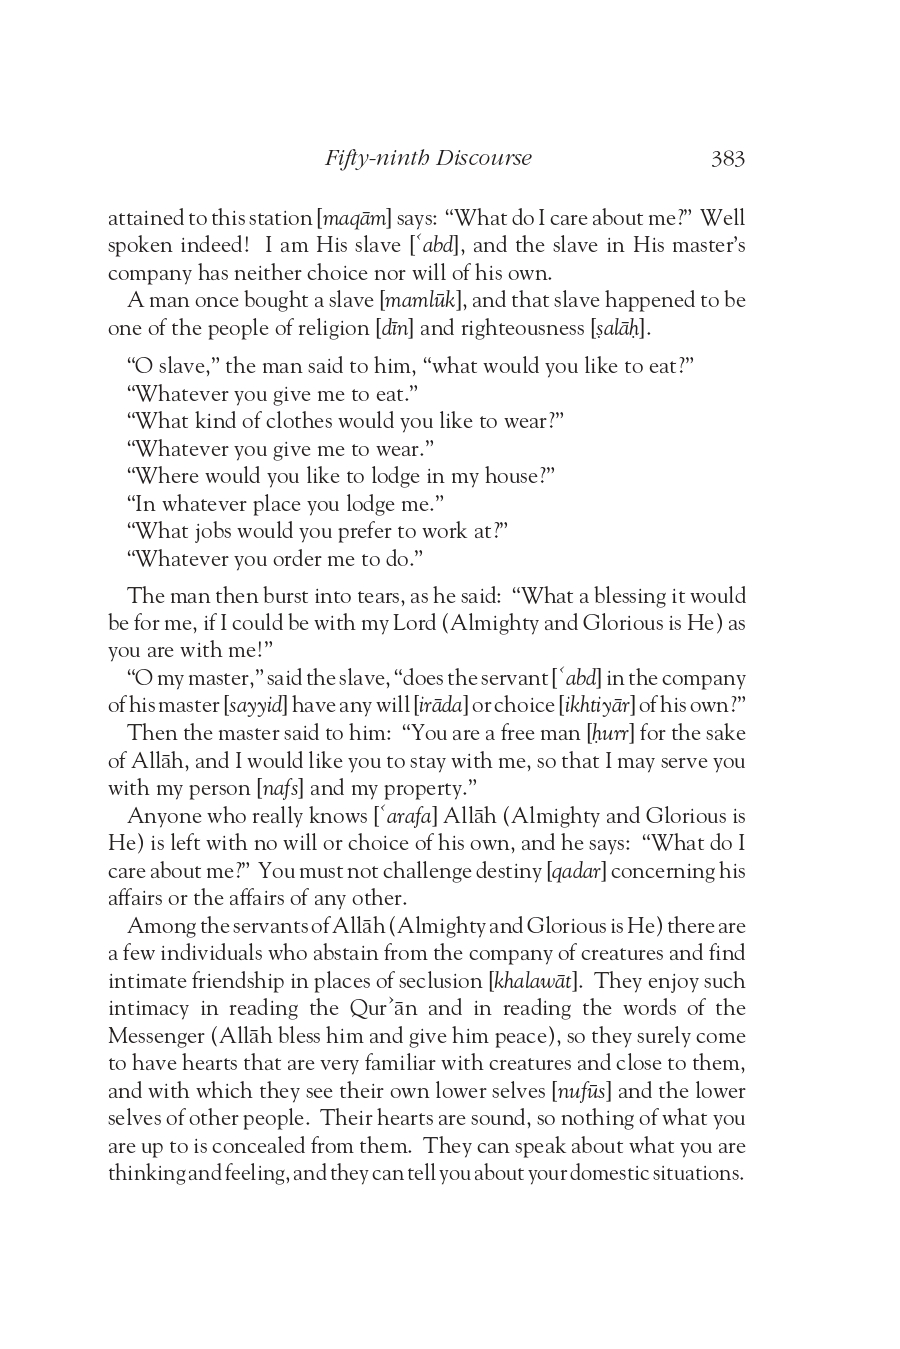 Fifty-ninth Discourse 383
attained to this station [maqām] says: “What do I care about me?” Well
spoken indeed! I am His slave [ʿabd], and the slave in His master’s
company has neither choice nor will of his own.
A man once bought a slave [mamlūk], and that slave happened to be
one of the people of religion [dīn] and righteousness [ṣalāḥ].
“O slave,” the man said to him, “what would you like to eat?”
“Whatever you give me to eat.”
“What kind of clothes would you like to wear?”
“Whatever you give me to wear.”
“Where would you like to lodge in my house?”
“In whatever place you lodge me.”
“What jobs would you prefer to work at?”
“Whatever you order me to do.”
The man then burst into tears, as he said: “What a blessing it would
be for me, if I could be with my Lord (Almighty and Glorious is He) as
you are with me!”
“O my master,” said the slave, “does the servant [ʿabd] in the company
of his master [sayyid] have any will [irāda] or choice [ikhtiyār] of his own?”
Then the master said to him: “You are a free man [ḥurr] for the sake
of Allāh, and I would like you to stay with me, so that I may serve you
with my person [nafs] and my property.”
Anyone who really knows [ʿarafa] Allāh (Almighty and Glorious is
He) is left with no will or choice of his own, and he says: “What do I
care about me?” You must not challenge destiny [qadar] concerning his
affairs or the affairs of any other.
Among the servants of Allāh (Almighty and Glorious is He) there are
a few individuals who abstain from the company of creatures and find
intimate friendship in places of seclusion [khalawāt]. They enjoy such
intimacy in reading the Qurʾān and in reading the words of the
Messenger (Allāh bless him and give him peace), so they surely come
to have hearts that are very familiar with creatures and close to them,
and with which they see their own lower selves [nufūs] and the lower
selves of other people. Their hearts are sound, so nothing of what you
are up to is concealed from them. They can speak about what you are
thinking and feeling, and they can tell you about your domestic situations.